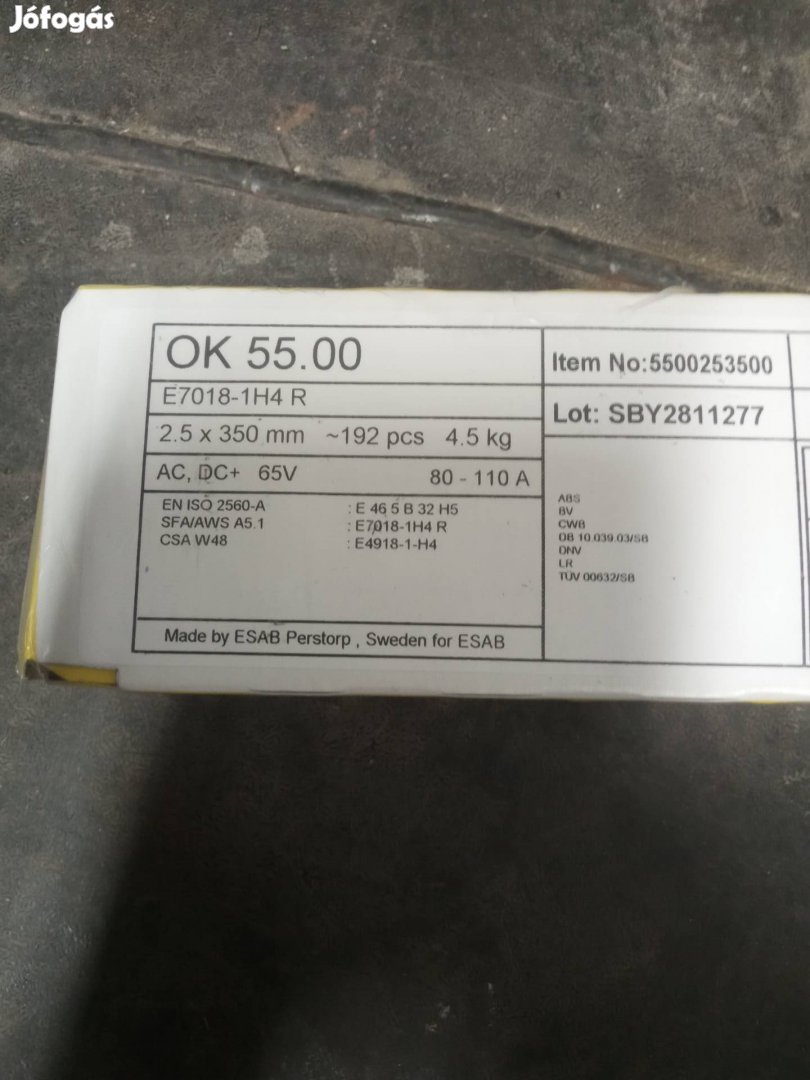 Jófogás
OK 55.00
E7018-1H4 R
2.5 x 350 mm ~192 pcs 4.5 kg
AC, DC+ 65V 80 - 110 A
EN ISO 2560-A : E 46 5 B 32 H5
SFA/AWS A5.1 : E7018-1H4 R
CSA W48 : E4918-1-H4
Made by ESAB Perstorp , Sweden for ESAB
Item No:5500253500
Lot: SBY2811277
ABS
BV
CWB
DB 10.039.03/SB
DNV
LR
TÜV 00632/SB